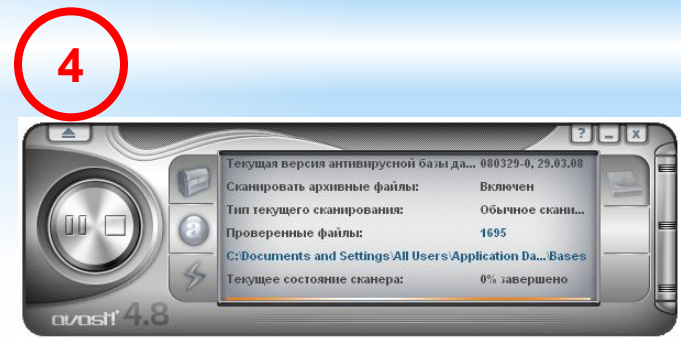 4
? _ x
Текущая версия антивирусной базы да... 080329-0, 29.03.08
Сканировать архивные файлы: Включен
Тип текущего сканирования: Обычное скани...
Проверенные файлы: 1695
C:\Documents and Settings\All Users\Application Da...\Bases
Текущее состояние сканера: 0% завершено
a
avast! 4.8